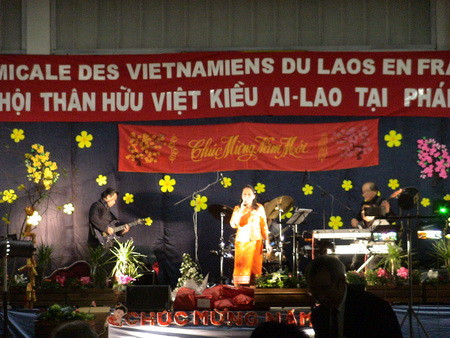 MICALE DES VIETNAMIENS DU LAOS EN FRA
HỘI THÂN HỮU VIỆT KIỀU AI-LAO TẠI PHÁ
Chúc Mừng Năm Mới
CHÚC MỪNG NĂM